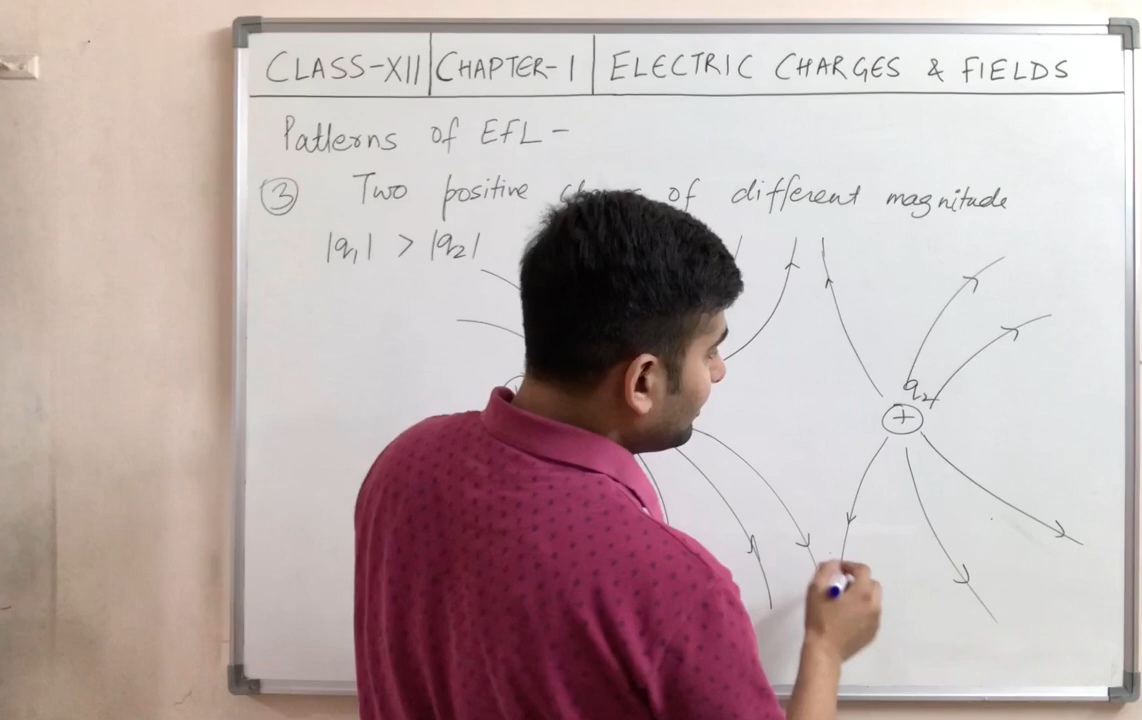 CLASS-XII CHAPTER-1 ELECTRIC CHARGES & FIELDS
Patterns of EFL -
3 Two positive of different magnitude
|q1| > |q2|
q2
+